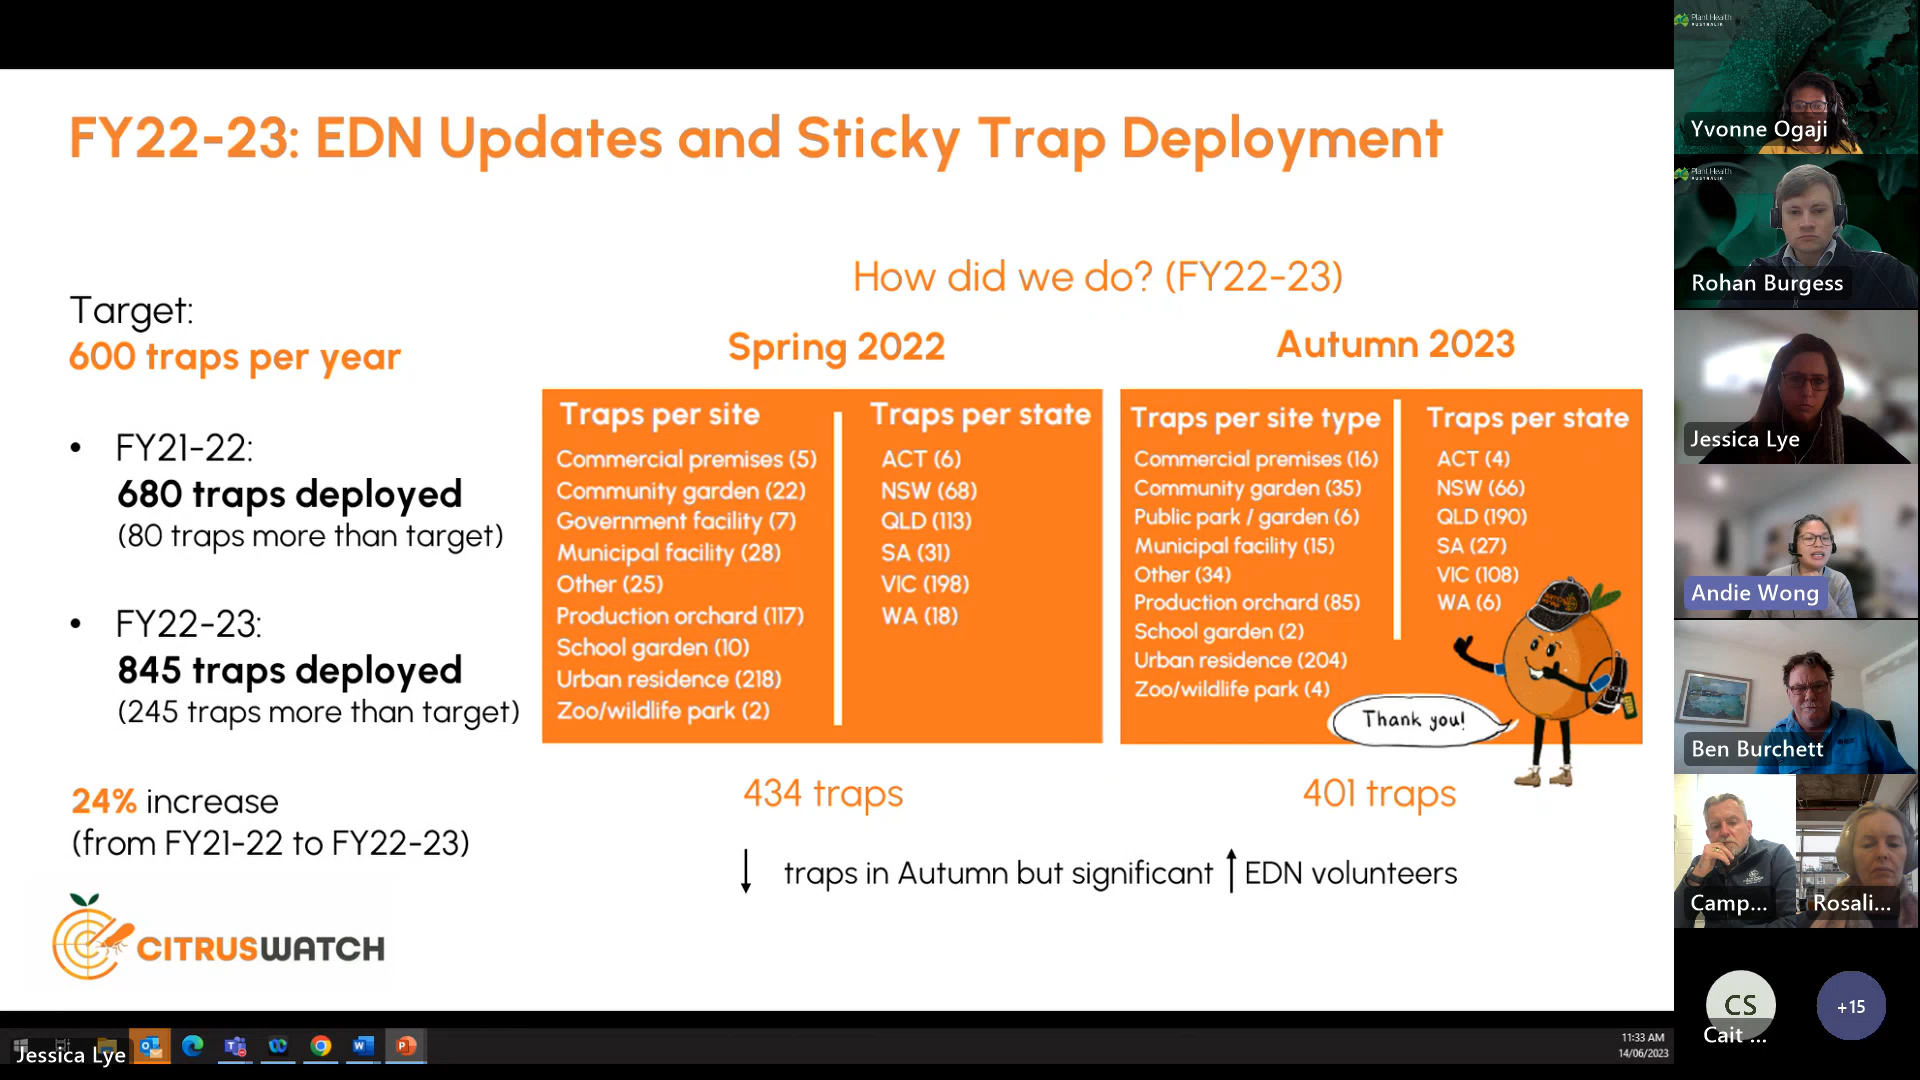 FY22-23: EDN Updates and Sticky Trap Deployment
How did we do? (FY22-23)
Target:
600 traps per year
• FY21-22:
680 traps deployed
(80 traps more than target)
• FY22-23:
845 traps deployed
(245 traps more than target)
24% increase
(from FY21-22 to FY22-23)
CITRUSWATCH
Spring 2022
Traps per site
Commercial premises (5)
Community garden (22)
Government facility (7)
Municipal facility (28)
Other (25)
Production orchard (117)
School garden (10)
Urban residence (218)
Zoo/wildlife park (2)
Traps per state
ACT (6)
NSW (68)
QLD (113)
SA (31)
VIC (198)
WA (18)
434 traps
Autumn 2023
Traps per site type
Commercial premises (16)
Community garden (35)
Public park / garden (6)
Municipal facility (15)
Other (34)
Production orchard (85)
School garden (2)
Urban residence (204)
Zoo/wildlife park (4)
Traps per state
ACT (4)
NSW (66)
QLD (190)
SA (27)
VIC (108)
WA (6)
Thank you!
401 traps
↓ traps in Autumn but significant ↑ EDN volunteers
Plant Health
AUSTRALIA
Yvonne Ogaji
Plant Health
AUSTRALIA
Rohan Burgess
Jessica Lye
Andie Wong
Ben Burchett
Camp...
Rosali...
CS
Cait ...
+15
Jessica Lye
11:33 AM
14/06/2023